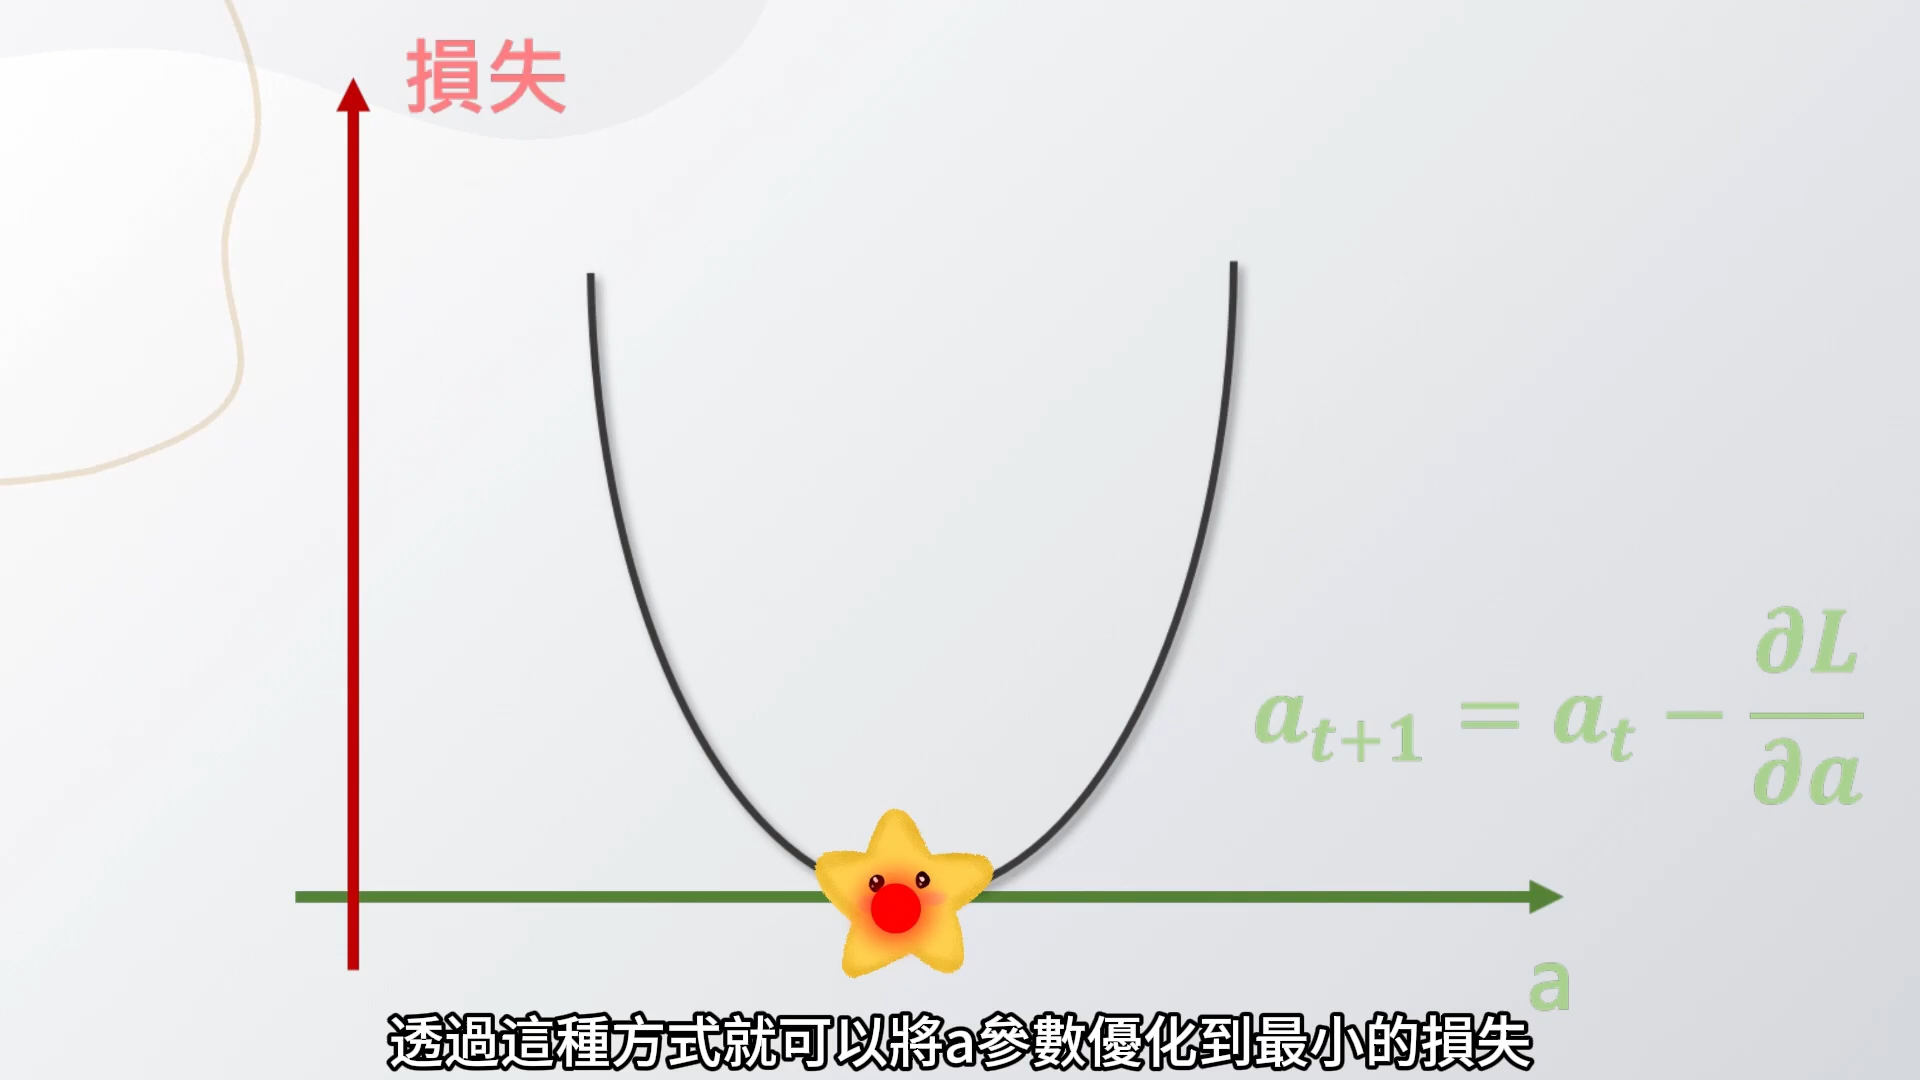 損失
a_{t+1} = a_t − ∂L/∂a
a
透過這種方式就可以將a參數優化到最小的損失